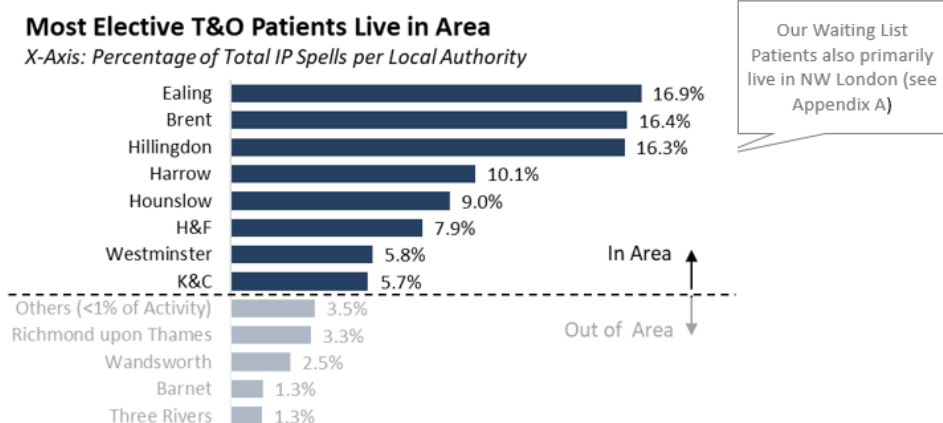 Most Elective T&O Patients Live in Area
X-Axis: Percentage of Total IP Spells per Local Authority
Our Waiting List
Patients also primarily
live in NW London (see
Appendix A)
Ealing 16.9%
Brent 16.4%
Hillingdon 16.3%
Harrow 10.1%
Hounslow 9.0%
H&F 7.9%
Westminster 5.8%
In Area
K&C 5.7%
Others (<1% of Activity) 3.5%
Out of Area
Richmond upon Thames 3.3%
Wandsworth 2.5%
Barnet 1.3%
Three Rivers 1.3%